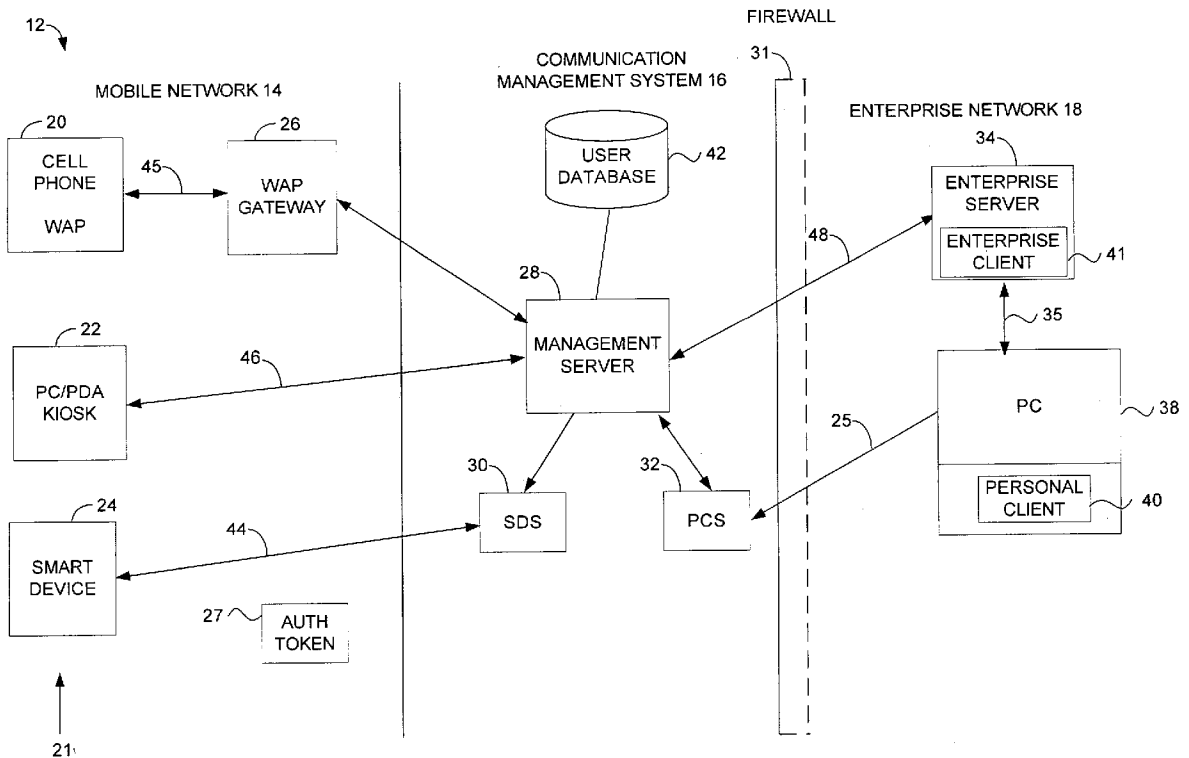 FIREWALL
12
COMMUNICATION
MANAGEMENT SYSTEM 16
31
MOBILE NETWORK 14
ENTERPRISE NETWORK 18
20
CELL
PHONE
WAP
45
26
WAP
GATEWAY
USER
DATABASE
42
34
ENTERPRISE
SERVER
ENTERPRISE
CLIENT
41
48
28
MANAGEMENT
SERVER
35
22
PC/PDA
KIOSK
46
PC
38
25
PERSONAL
CLIENT
40
30
SDS
32
PCS
24
SMART
DEVICE
44
27
AUTH
TOKEN
21